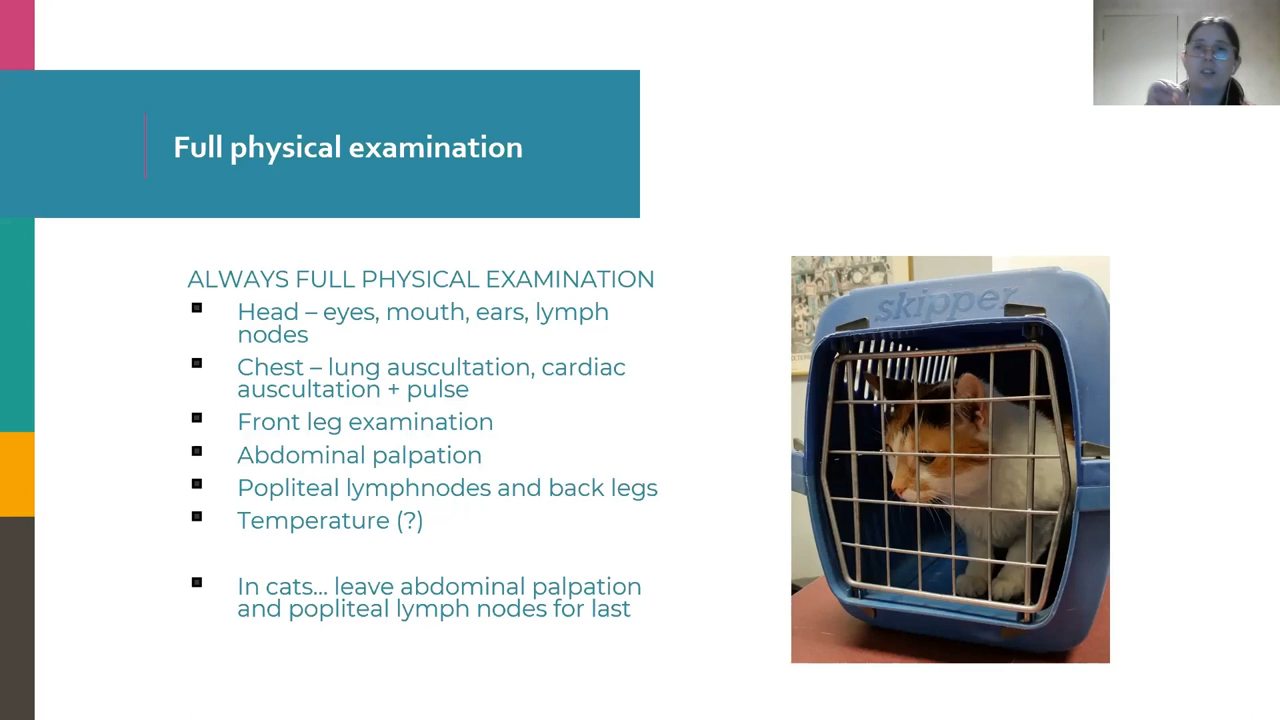 Full physical examination
ALWAYS FULL PHYSICAL EXAMINATION
Head – eyes, mouth, ears, lymph
nodes
Chest – lung auscultation, cardiac
auscultation + pulse
Front leg examination
Abdominal palpation
Popliteal lymphnodes and back legs
Temperature (?)
In cats... leave abdominal palpation
and popliteal lymph nodes for last
skipper